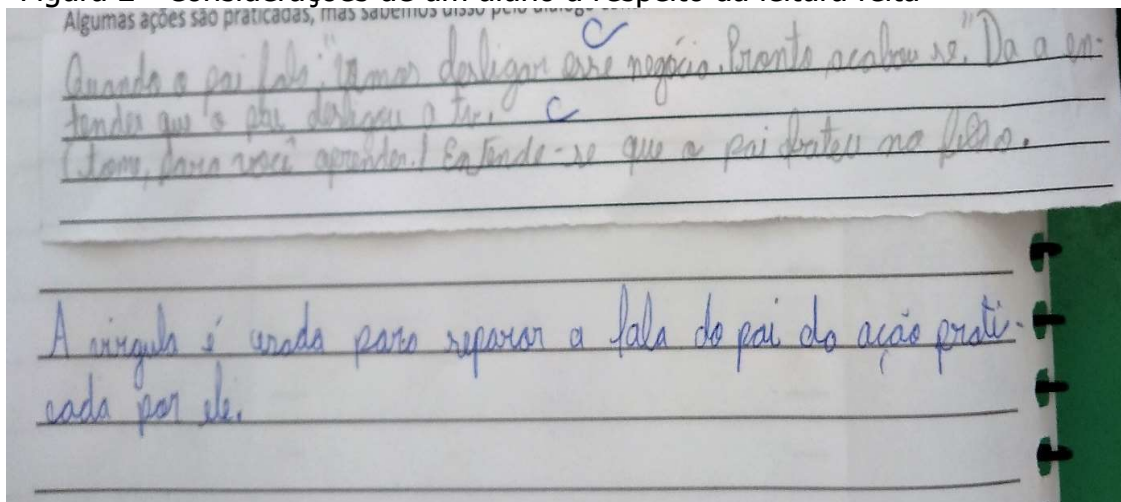 Algumas ações são praticadas, mas sabemos disso pelo
Quando o pai fala: "Vamos desligar esse negócio. Pronto acabou se." Da a en-
tender que o pai desligou a tv.
C
C
(tome, para você aprender.) Entende-se que o pai bateu no filho.
A vírgula é usada para separar a fala do pai da ação prati-
cada por ele.